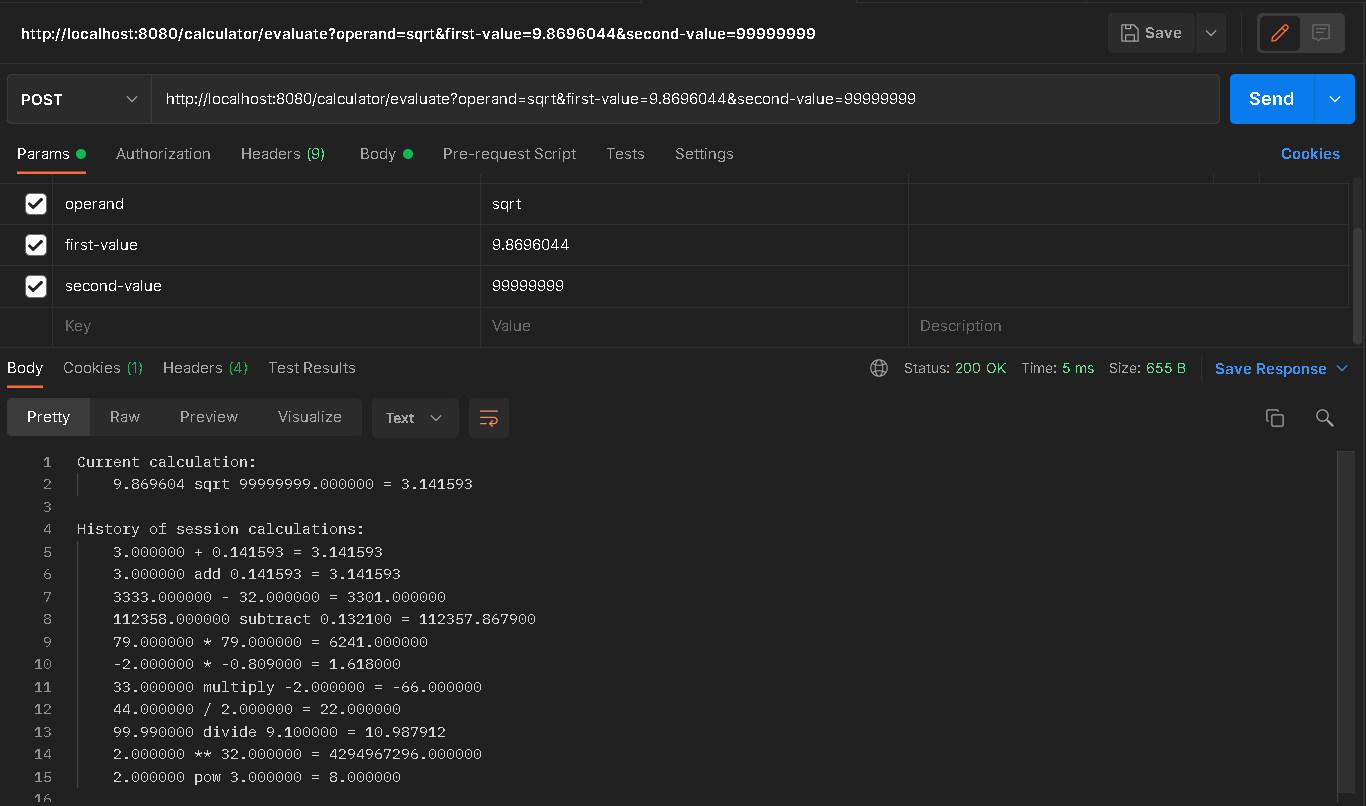 http://localhost:8080/calculator/evaluate?operand=sqrt&first-value=9.8696044&second-value=99999999
Save
POST
http://localhost:8080/calculator/evaluate?operand=sqrt&first-value=9.8696044&second-value=99999999
Send
Params Authorization Headers (9) Body Pre-request Script Tests Settings Cookies
operand sqrt
first-value 9.8696044
second-value 99999999
Key Value Description
Body Cookies (1) Headers (4) Test Results Status: 200 OK Time: 5 ms Size: 655 B Save Response
Pretty Raw Preview Visualize Text
1 Current calculation:
2 9.869604 sqrt 99999999.000000 = 3.141593
3
4 History of session calculations:
5 3.000000 + 0.141593 = 3.141593
6 3.000000 add 0.141593 = 3.141593
7 3333.000000 - 32.000000 = 3301.000000
8 112358.000000 subtract 0.132100 = 112357.867900
9 79.000000 * 79.000000 = 6241.000000
10 -2.000000 * -0.809000 = 1.618000
11 33.000000 multiply -2.000000 = -66.000000
12 44.000000 / 2.000000 = 22.000000
13 99.990000 divide 9.100000 = 10.987912
14 2.000000 ** 32.000000 = 4294967296.000000
15 2.000000 pow 3.000000 = 8.000000
16